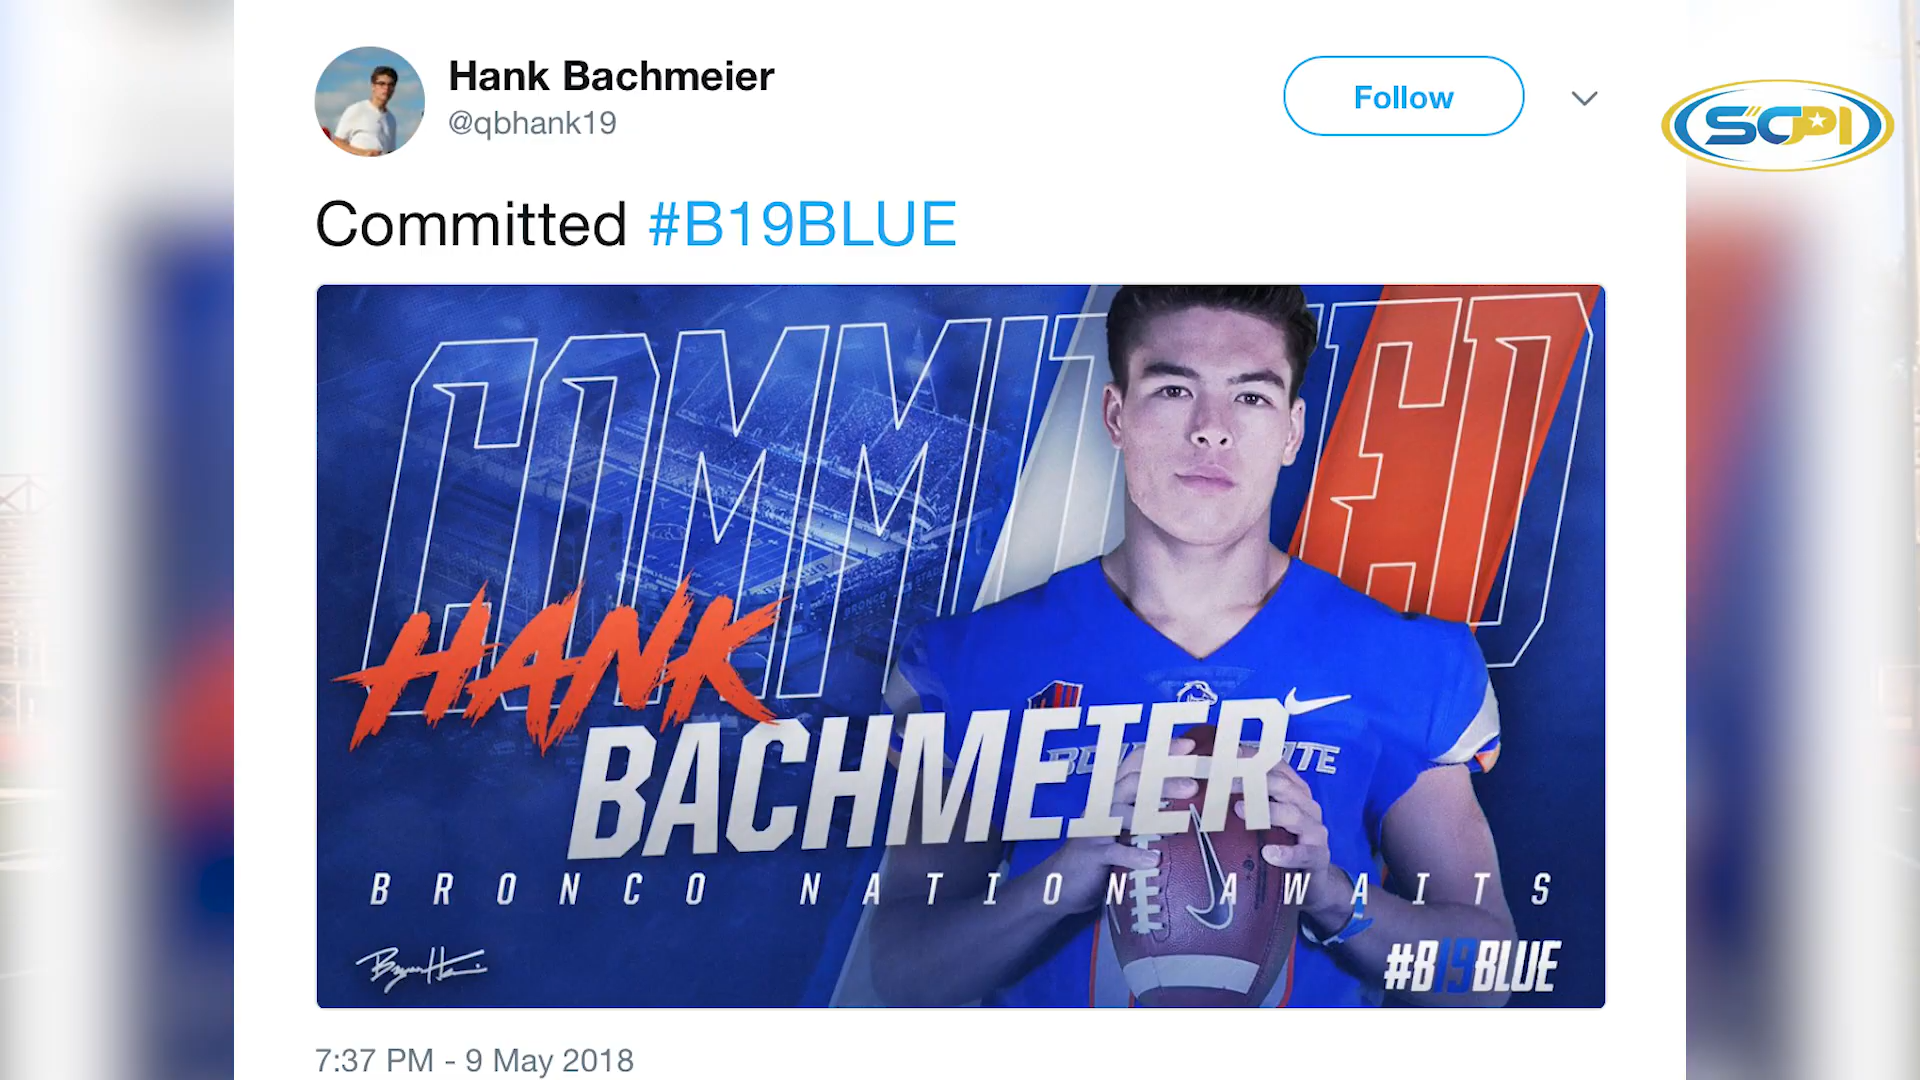 Hank Bachmeier
@qbhank19
Follow
SCPI
Committed #B19BLUE
COMMITTED
HANK
BACHMEIER
BRONCO NATION AWAITS
#B19BLUE
7:37 PM - 9 May 2018